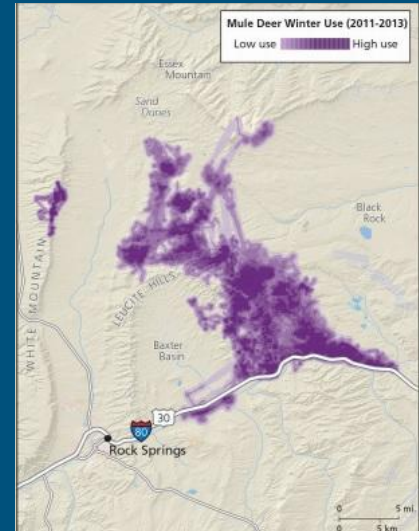 Mule Deer Winter Use (2011-2013)
Low use High use
Essex
Mountain
Sand
Dunes
Black
Rock
WHITE MOUNTAIN
LEUCITE HILLS
Baxter
Basin
30
80
Rock Springs
0 5 mi
0 5 km